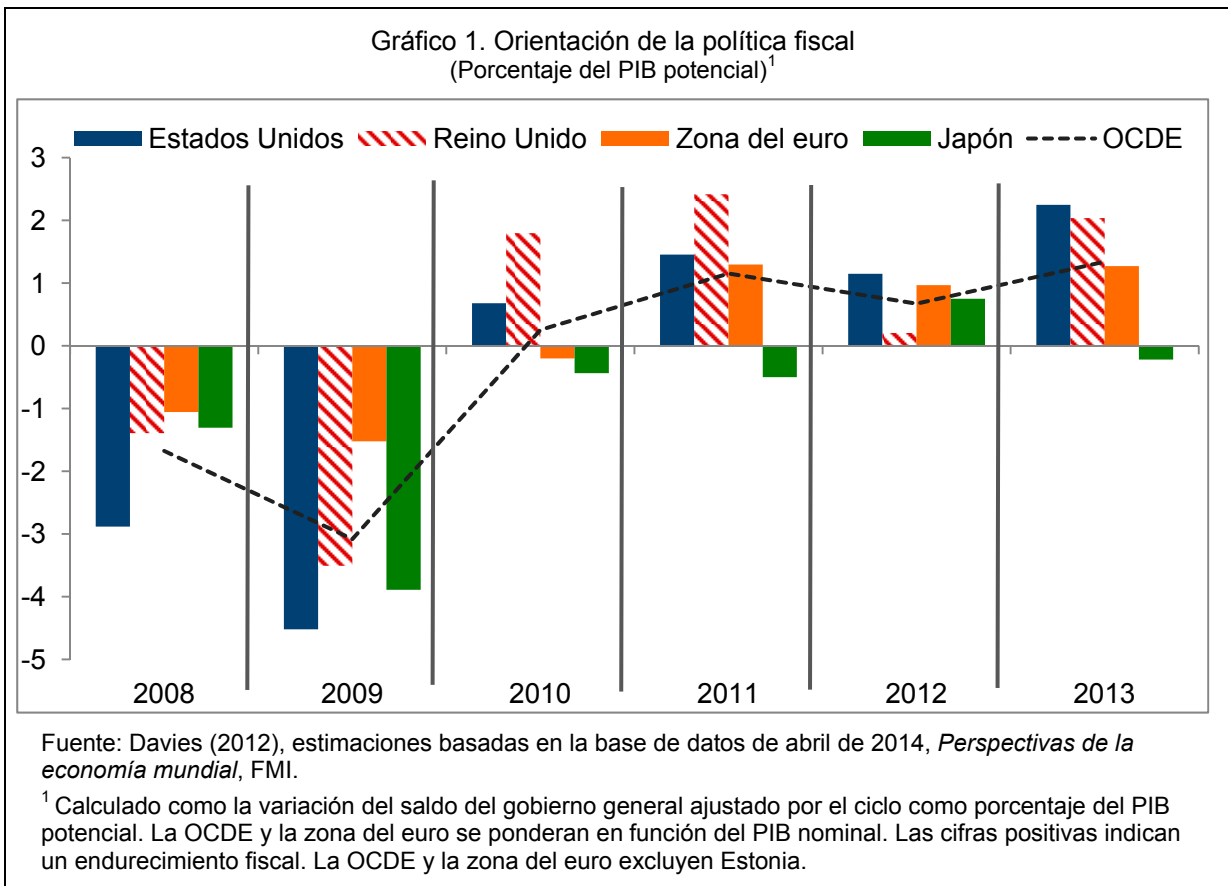 Gráfico 1. Orientación de la política fiscal
(Porcentaje del PIB potencial)¹
Estados Unidos Reino Unido Zona del euro Japón OCDE
3
2
1
0
-1
-2
-3
-4
-5
2008 2009 2010 2011 2012 2013
Fuente: Davies (2012), estimaciones basadas en la base de datos de abril de 2014, Perspectivas de la
economía mundial, FMI.
¹ Calculado como la variación del saldo del gobierno general ajustado por el ciclo como porcentaje del PIB
potencial. La OCDE y la zona del euro se ponderan en función del PIB nominal. Las cifras positivas indican
un endurecimiento fiscal. La OCDE y la zona del euro excluyen Estonia.